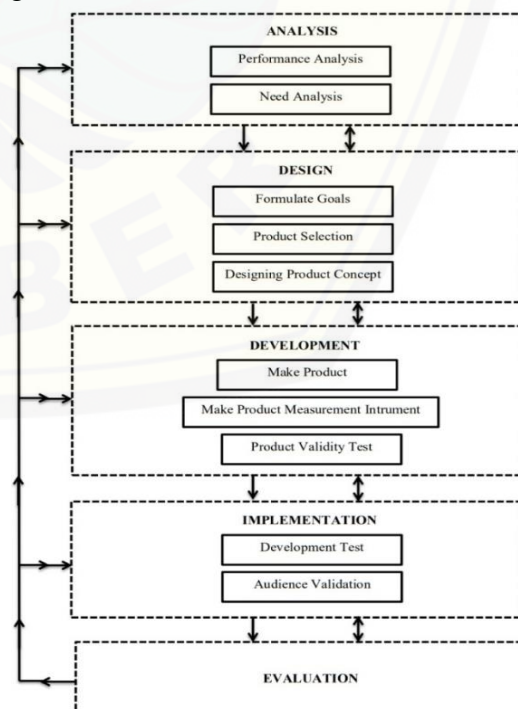 ANALYSIS
Performance Analysis
Need Analysis
DESIGN
Formulate Goals
Product Selection
Designing Product Concept
DEVELOPMENT
Make Product
Make Product Measurement Intrument
Product Validity Test
IMPLEMENTATION
Development Test
Audience Validation
EVALUATION